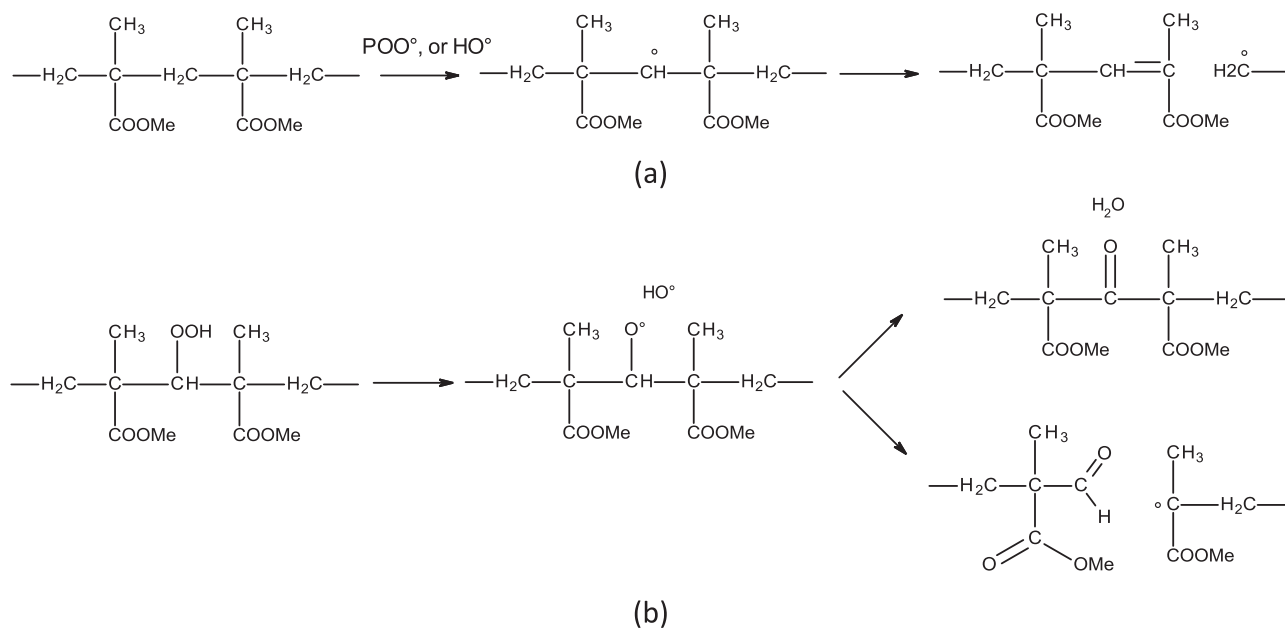 CH3 CH3 CH3 CH3 CH3 CH3
POO°, or HO°
H2C C H2C C H2C H2C C CH° C H2C H2C C CH C H2C°
COOMe COOMe COOMe COOMe COOMe COOMe
(a)
H2O
CH3 O CH3
H2C C C C H2C
COOMe COOMe
HO°
CH3 OOH CH3 CH3 O° CH3
H2C C CH C H2C H2C C CH C H2C
COOMe COOMe COOMe COOMe
CH3 O CH3
H2C C C H °C H2C
O C OMe COOMe
(b)